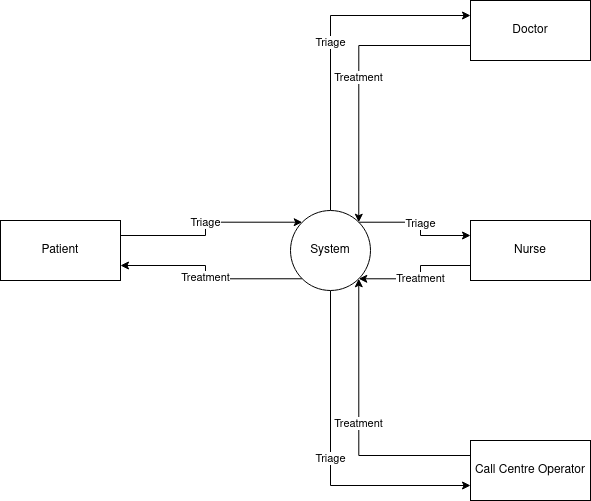 Doctor
Triage
Treatment
Triage
Triage
Patient
System
Nurse
Treatment
Treatment
Treatment
Triage
Call Centre Operator